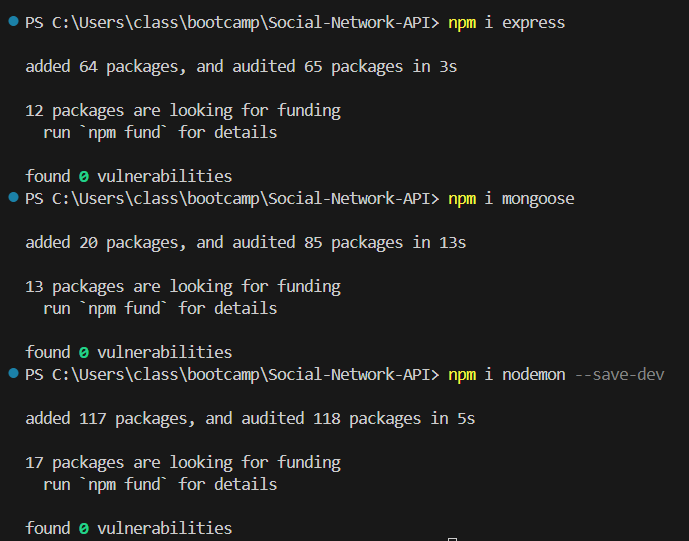 PS C:\Users\class\bootcamp\Social-Network-API> npm i express
added 64 packages, and audited 65 packages in 3s
12 packages are looking for funding
  run `npm fund` for details
found 0 vulnerabilities
PS C:\Users\class\bootcamp\Social-Network-API> npm i mongoose
added 20 packages, and audited 85 packages in 13s
13 packages are looking for funding
  run `npm fund` for details
found 0 vulnerabilities
PS C:\Users\class\bootcamp\Social-Network-API> npm i nodemon --save-dev
added 117 packages, and audited 118 packages in 5s
17 packages are looking for funding
  run `npm fund` for details
found 0 vulnerabilities